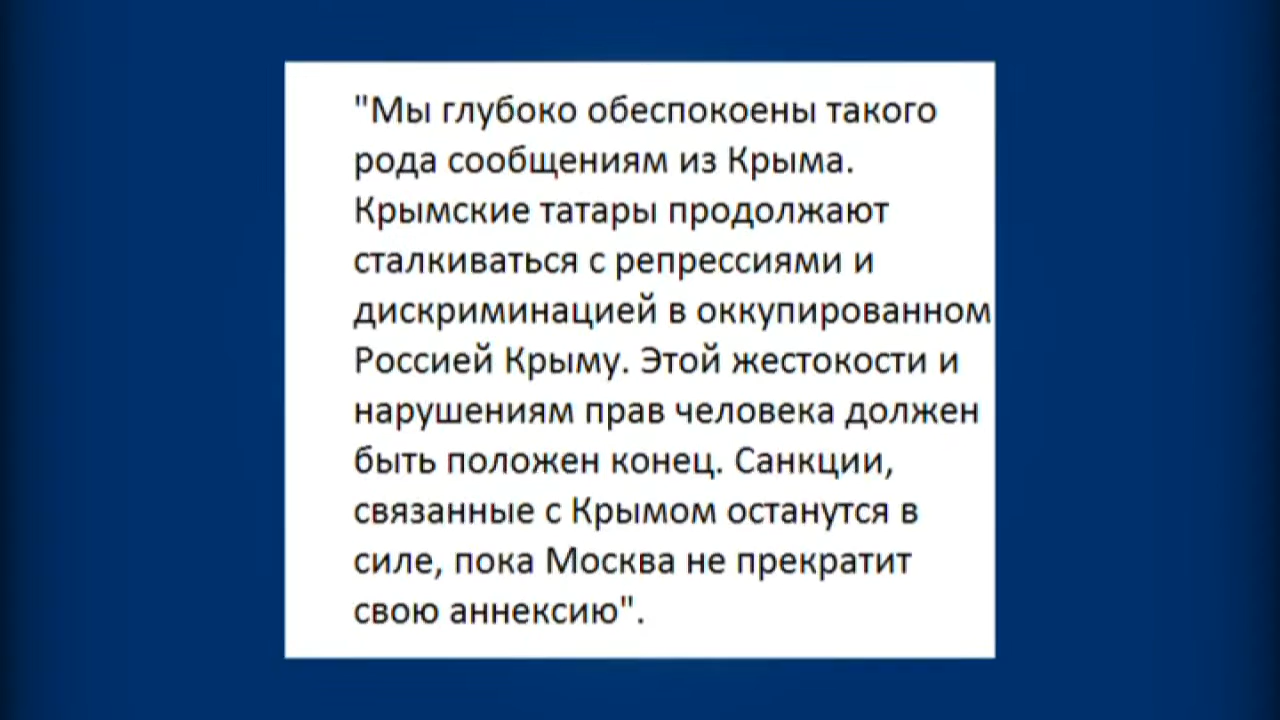 "Мы глубоко обеспокоены такого
рода сообщениям из Крыма.
Крымские татары продолжают
сталкиваться с репрессиями и
дискриминацией в оккупированном
Россией Крыму. Этой жестокости и
нарушениям прав человека должен
быть положен конец. Санкции,
связанные с Крымом останутся в
силе, пока Москва не прекратит
свою аннексию".